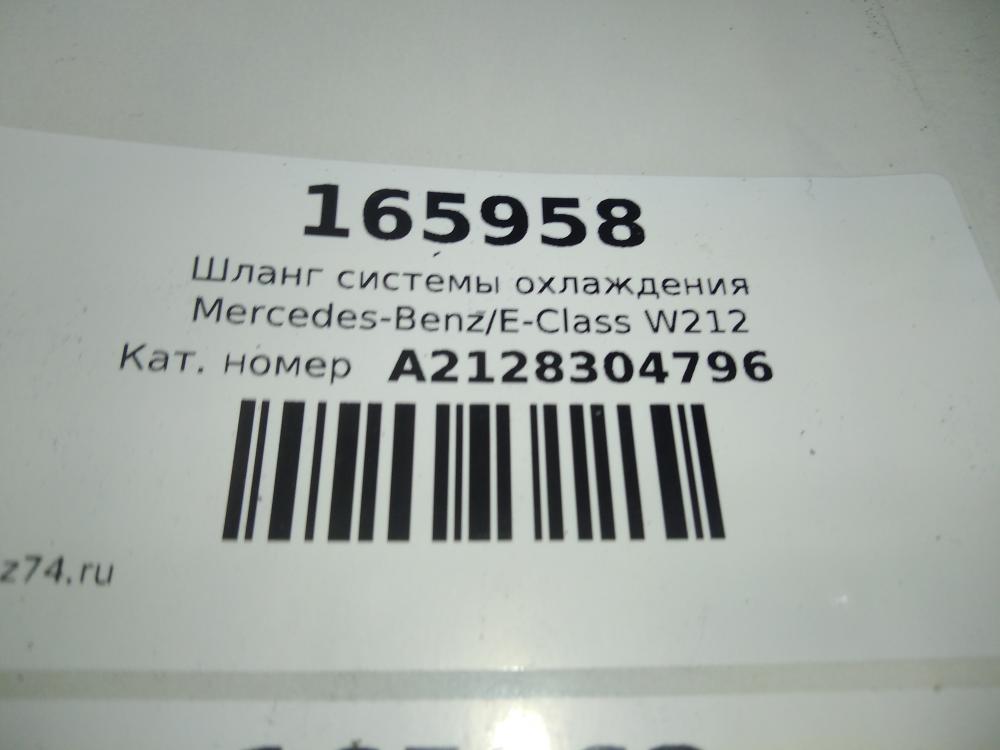 165958
Шланг системы охлаждения
Mercedes-Benz/E-Class W212
Кат. номер A2128304796
z74.ru